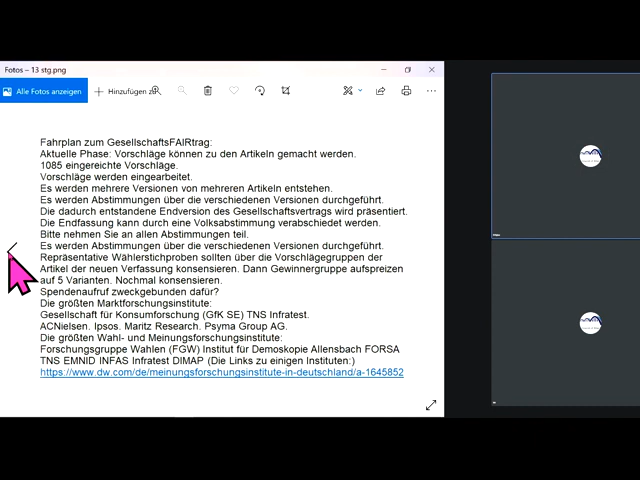 Fotos – 13 stg.png
Alle Fotos anzeigen
Hinzufügen zu
Fahrplan zum GesellschaftsFAIRtrag:
Aktuelle Phase: Vorschläge können zu den Artikeln gemacht werden.
1085 eingereichte Vorschläge.
Vorschläge werden eingearbeitet.
Es werden mehrere Versionen von mehreren Artikeln entstehen.
Es werden Abstimmungen über die verschiedenen Versionen durchgeführt.
Die dadurch entstandene Endversion des Gesellschaftsvertrags wird präsentiert.
Die Endfassung kann durch eine Volksabstimmung verabschiedet werden.
Bitte nehmen Sie an allen Abstimmungen teil.
Es werden Abstimmungen über die verschiedenen Versionen durchgeführt.
Repräsentative Wählerstichproben sollten über die Vorschlägegruppen der
Artikel der neuen Verfassung konsensieren. Dann Gewinnergruppe aufspreizen
auf 5 Varianten. Nochmal konsensieren.
Spendenaufruf zweckgebunden dafür?
Die größten Marktforschungsinstitute:
Gesellschaft für Konsumforschung (GfK SE) TNS Infratest.
ACNielsen. Ipsos. Maritz Research. Psyma Group AG.
Die größten Wahl- und Meinungsforschungsinstitute:
Forschungsgruppe Wahlen (FGW) Institut für Demoskopie Allensbach FORSA
TNS EMNID INFAS Infratest DIMAP (Die Links zu einigen Instituten:)
https://www.dw.com/de/meinungsforschungsinstitute-in-deutschland/a-1645852